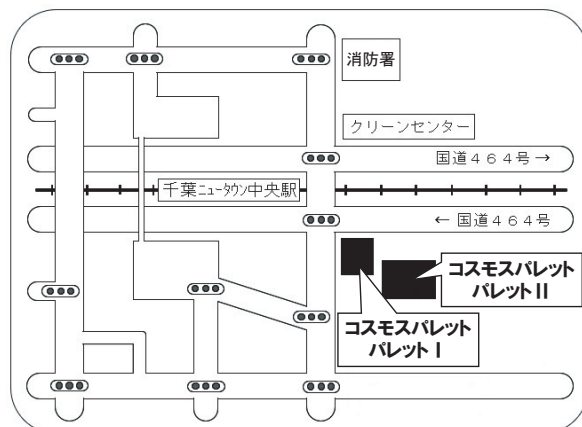 消防署
クリーンセンター
国道４６４号 →
千葉ﾆｭｰﾀｳﾝ中央駅
← 国道４６４号
コスモスパレット
パレットⅡ
コスモスパレット
パレットⅠ